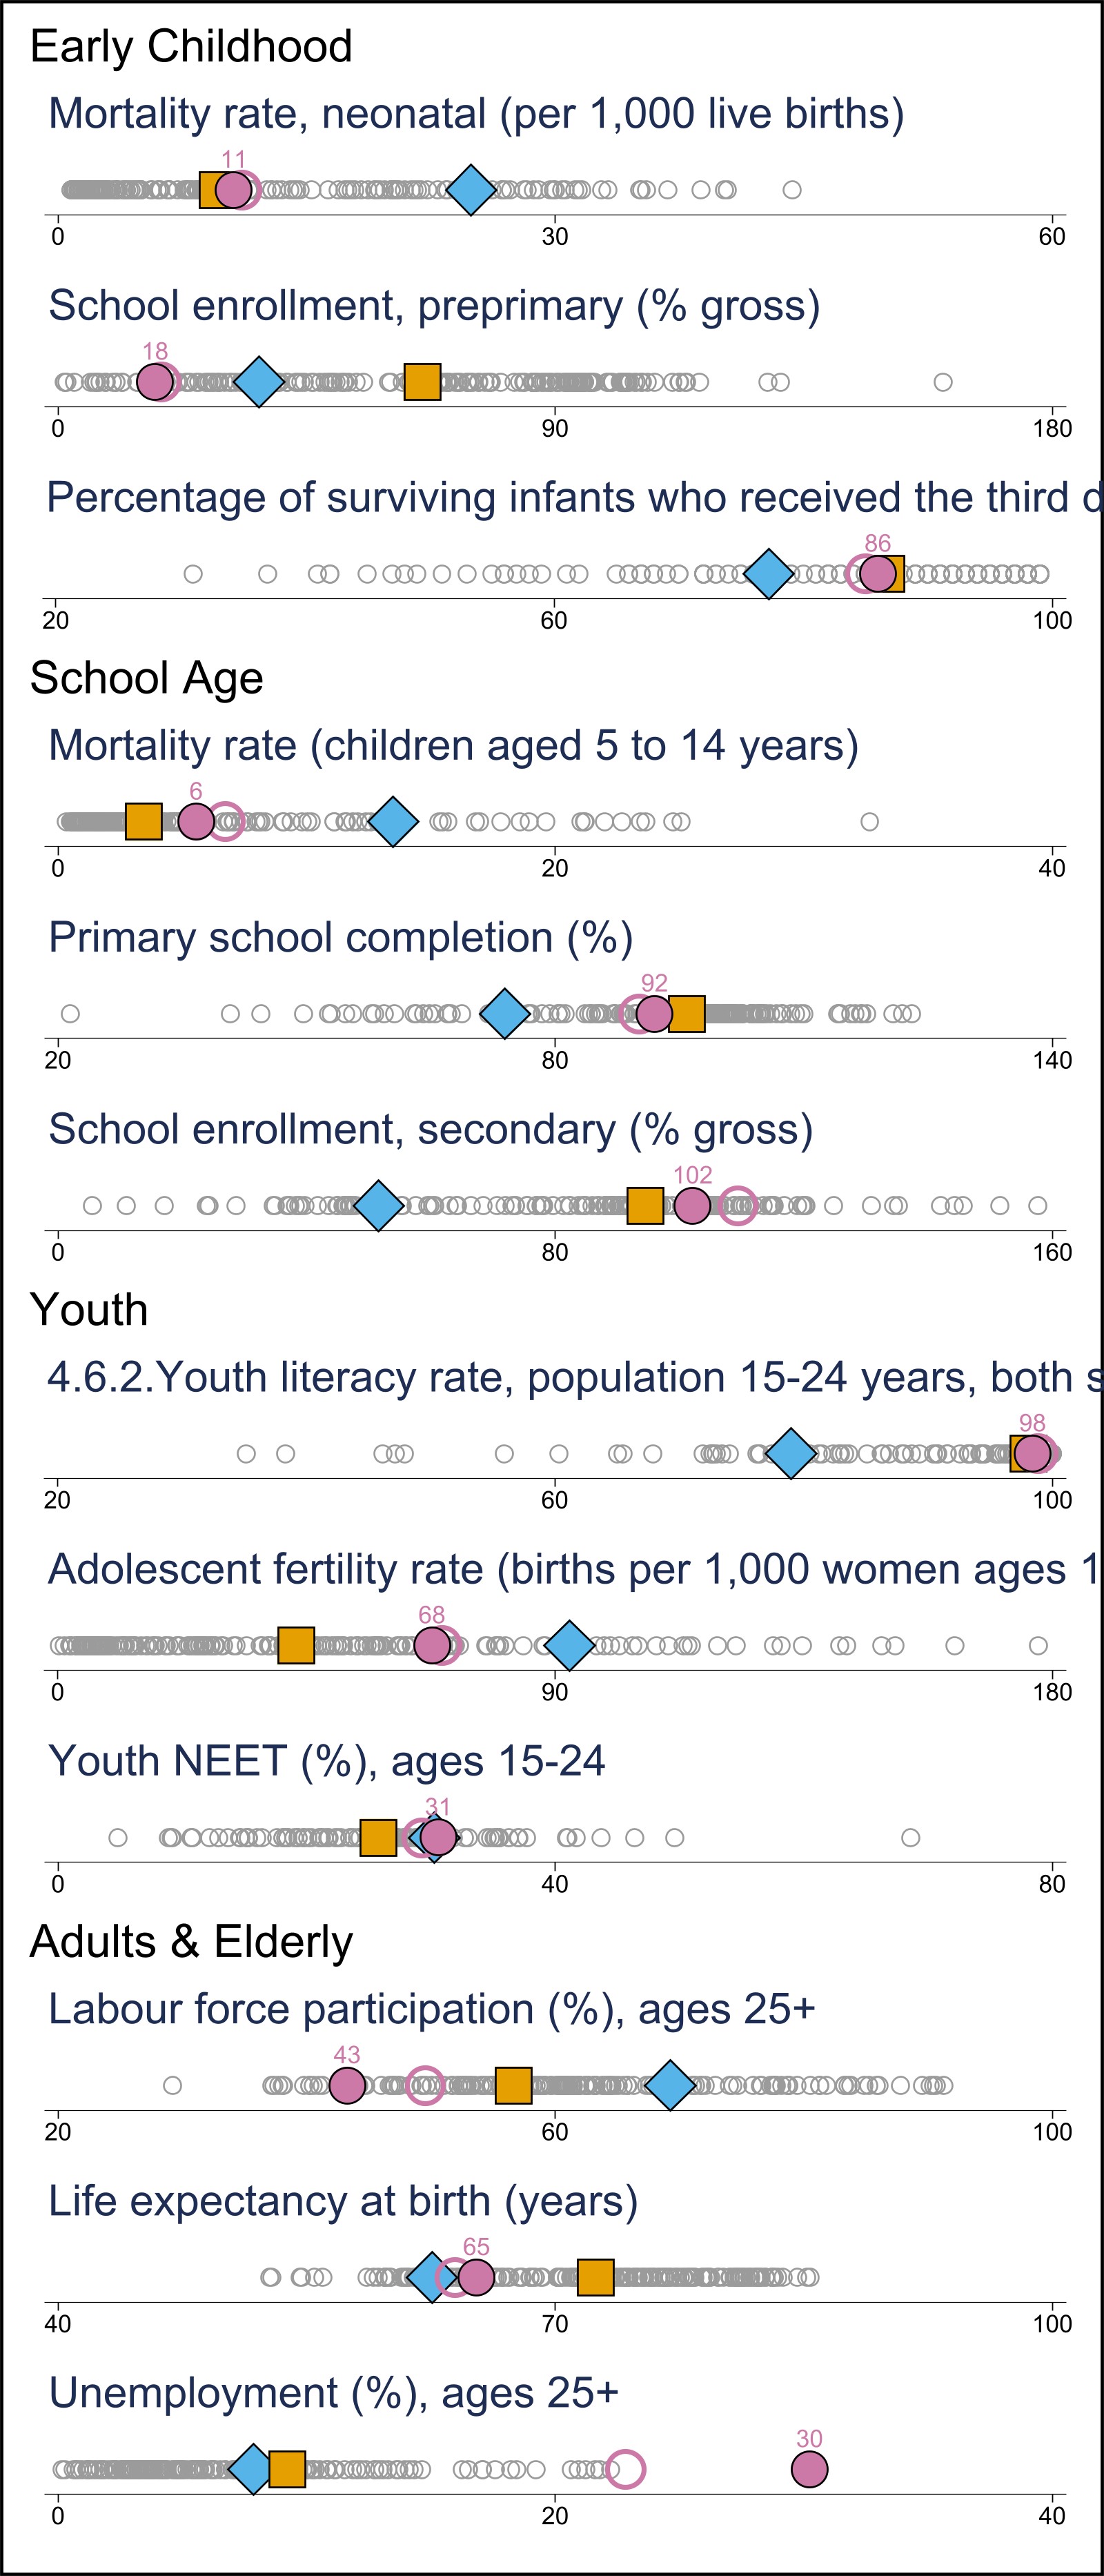 Early Childhood
Mortality rate, neonatal (per 1,000 live births)
11
0 30 60
School enrollment, preprimary (% gross)
18
0 90 180
Percentage of surviving infants who received the third d
86
20 60 100
School Age
Mortality rate (children aged 5 to 14 years)
6
0 20 40
Primary school completion (%)
92
20 80 140
School enrollment, secondary (% gross)
102
0 80 160
Youth
4.6.2.Youth literacy rate, population 15-24 years, both s
98
20 60 100
Adolescent fertility rate (births per 1,000 women ages 1
68
0 90 180
Youth NEET (%), ages 15-24
31
0 40 80
Adults & Elderly
Labour force participation (%), ages 25+
43
20 60 100
Life expectancy at birth (years)
65
40 70 100
Unemployment (%), ages 25+
30
0 20 40